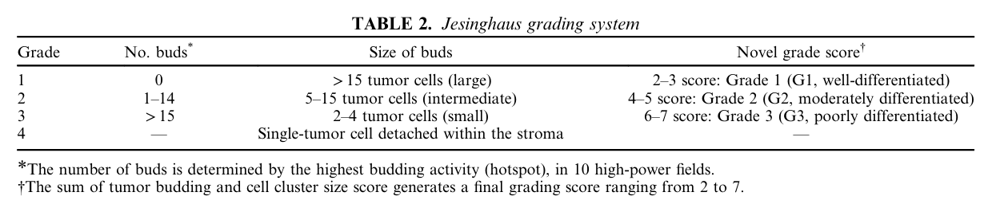 TABLE 2. Jesinghaus grading system
Grade No. buds* Size of buds Novel grade score†
1 0 >15 tumor cells (large) 2–3 score: Grade 1 (G1, well-differentiated)
2 1–14 5–15 tumor cells (intermediate) 4–5 score: Grade 2 (G2, moderately differentiated)
3 >15 2–4 tumor cells (small) 6–7 score: Grade 3 (G3, poorly differentiated)
4 — Single-tumor cell detached within the stroma —
*The number of buds is determined by the highest budding activity (hotspot), in 10 high-power fields.
†The sum of tumor budding and cell cluster size score generates a final grading score ranging from 2 to 7.